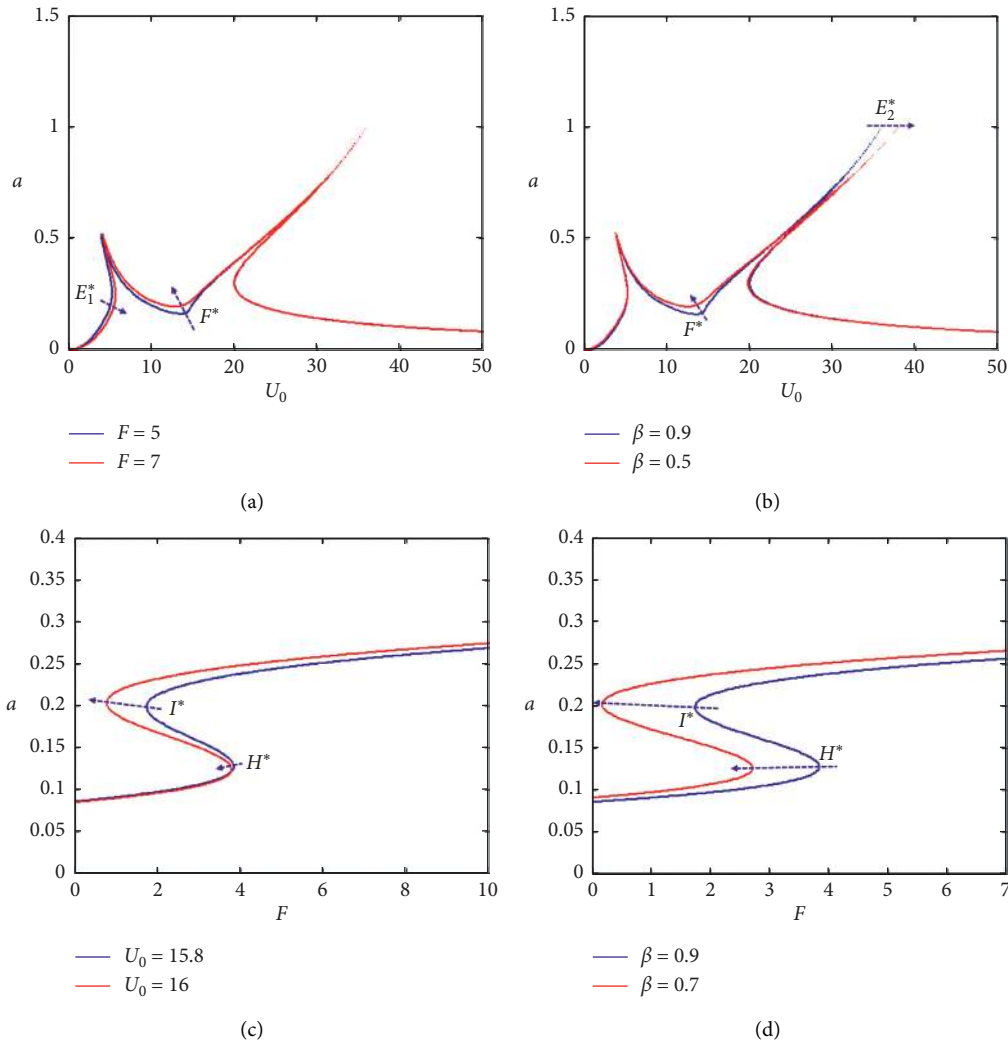 1.5
1
a
0.5
0
E₁*
F*
0 10 20 30 40 50
U₀
F = 5
F = 7
(a)
1.5
1
a
0.5
0
E₂*
F*
0 10 20 30 40 50
U₀
β = 0.9
β = 0.5
(b)
0.4
0.35
0.3
0.25
a 0.2
0.15
0.1
0.05
0
I*
H*
0 2 4 6 8 10
F
U₀ = 15.8
U₀ = 16
(c)
0.4
0.35
0.3
0.25
a 0.2
0.15
0.1
0.05
0
I*
H*
0 1 2 3 4 5 6 7
F
β = 0.9
β = 0.7
(d)